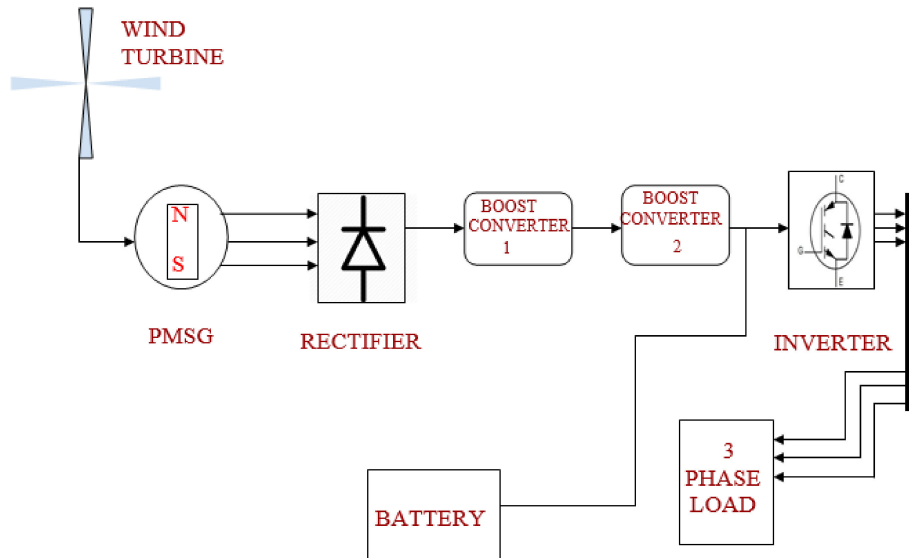 WIND
TURBINE
N
S
PMSG
RECTIFIER
BOOST
CONVERTER
1
BOOST
CONVERTER
2
C
G
E
INVERTER
3
PHASE
LOAD
BATTERY